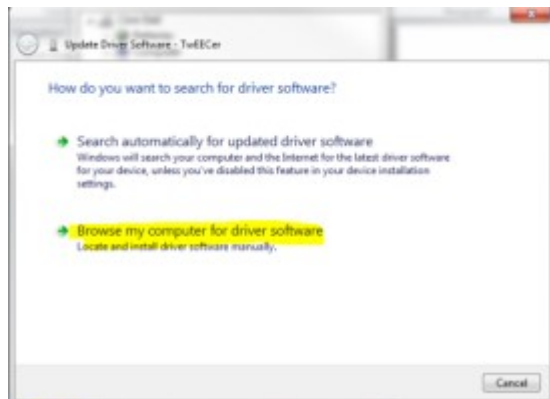 Update Driver Software - TwEECer
How do you want to search for driver software?
Search automatically for updated driver software
Windows will search your computer and the Internet for the latest driver software
for your device, unless you've disabled this feature in your device installation
settings.
Browse my computer for driver software
Locate and install driver software manually.
Cancel